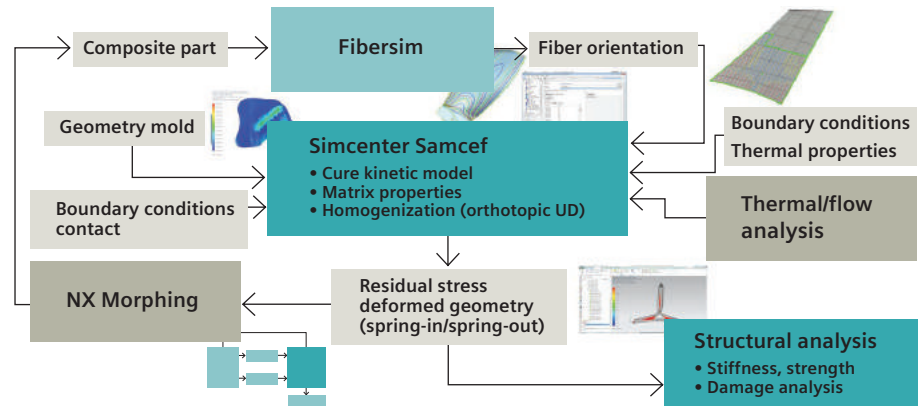 Composite part
Fibersim
Fiber orientation
Geometry mold
Simcenter Samcef
• Cure kinetic model
• Matrix properties
• Homogenization (orthotopic UD)
Boundary conditions
Thermal properties
Boundary conditions
contact
Thermal/flow
analysis
NX Morphing
Residual stress
deformed geometry
(spring-in/spring-out)
Structural analysis
• Stiffness, strength
• Damage analysis